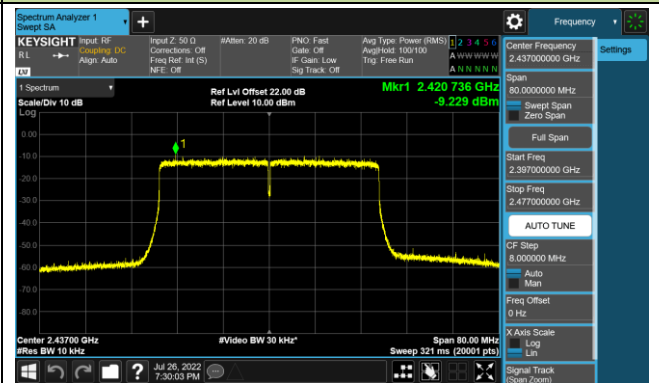 Spectrum Analyzer 1
Swept SA
Frequency
KEYSIGHT
RL
LXI
Input: RF
Coupling: DC
Align: Auto
Input Z: 50 Ω
Corrections: Off
Freq Ref: Int (S)
NFE: Off
#Atten: 20 dB
PNO: Fast
Gate: Off
IF Gain: Low
Sig Track: Off
Avg Type: Power (RMS)
Avg|Hold: 100/100
Trig: Free Run
1 2 3 4 5 6
A W W W W W
A N N N N N
1 Spectrum
Scale/Div 10 dB
Log
Ref Lvl Offset 22.00 dB
Ref Level 10.00 dBm
Mkr1 2.420 736 GHz
-9.229 dBm
1
0.00
-10.0
-20.0
-30.0
-40.0
-50.0
-60.0
-70.0
-80.0
Center 2.43700 GHz
#Res BW 10 kHz
#Video BW 30 kHz*
Span 80.00 MHz
Sweep 321 ms (20001 pts)
Jul 26, 2022
7:30:03 PM
Center Frequency
2.437000000 GHz
Settings
Span
80.0000000 MHz
Swept Span
Zero Span
Full Span
Start Freq
2.397000000 GHz
Stop Freq
2.477000000 GHz
AUTO TUNE
CF Step
8.000000 MHz
Auto
Man
Freq Offset
0 Hz
X Axis Scale
Log
Lin
Signal Track
(Span Zoom)